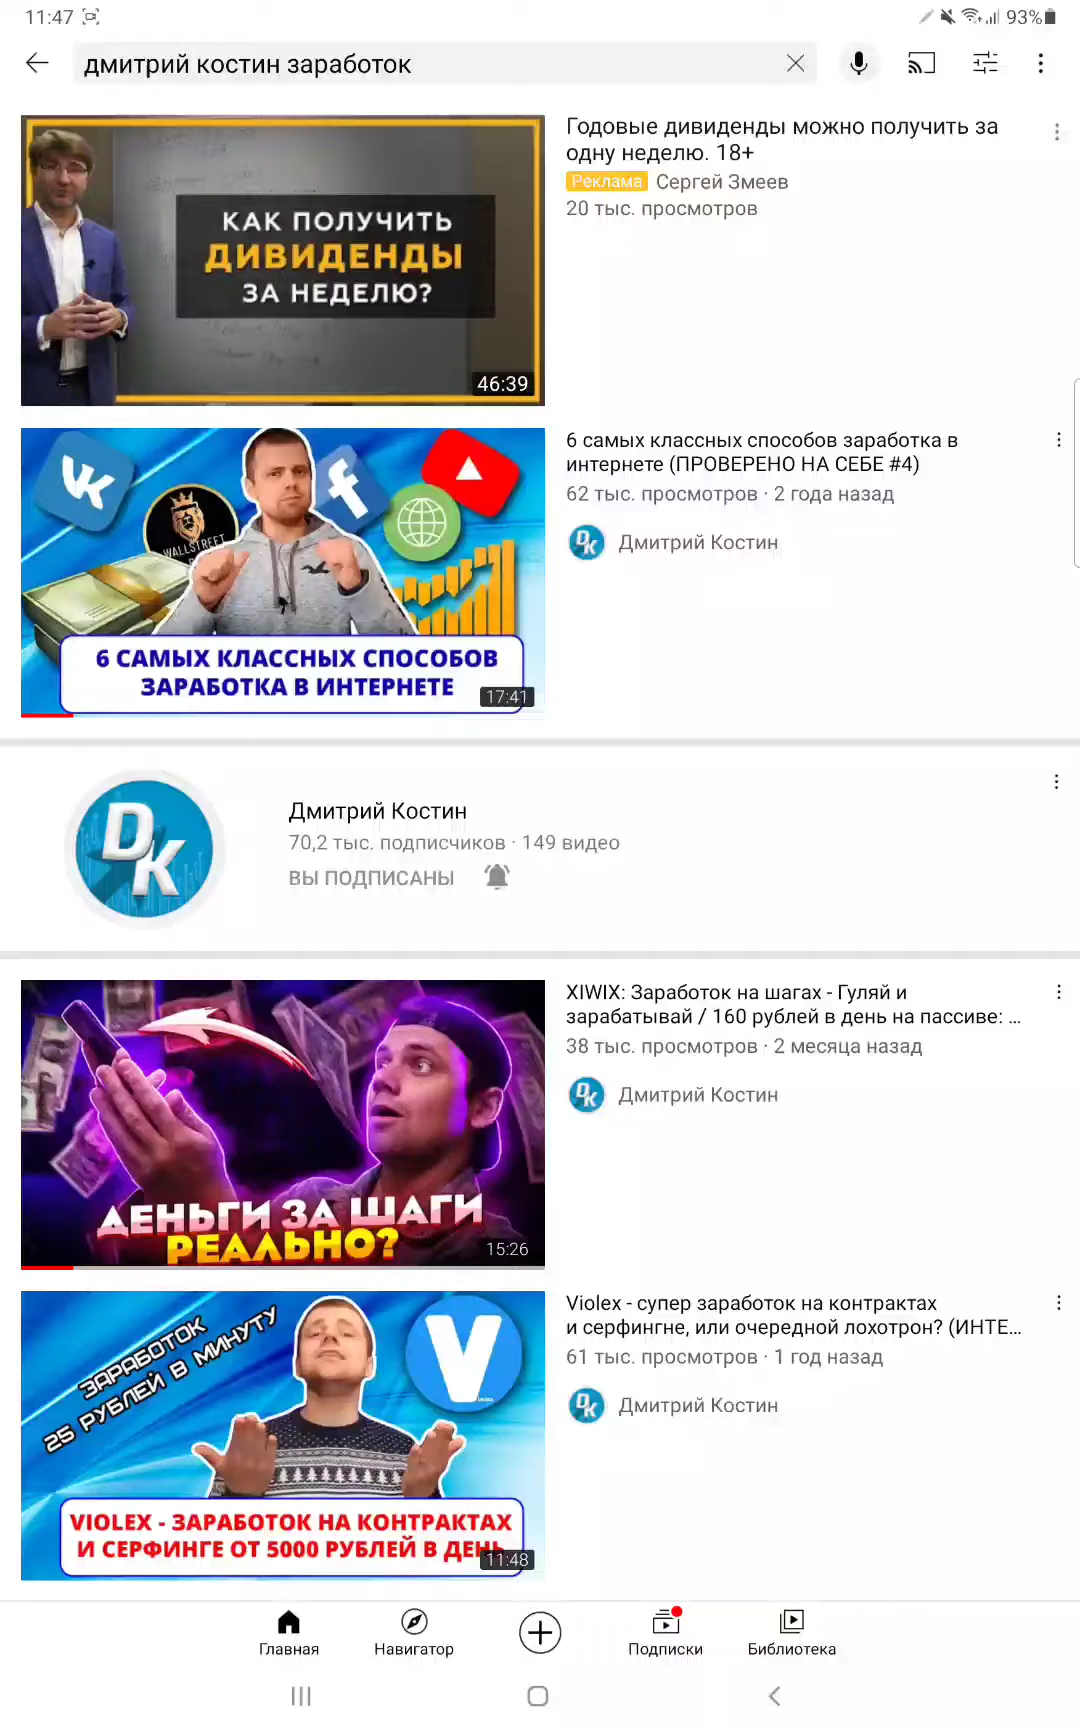 11:47
93%
дмитрий костин заработок
КАК ПОЛУЧИТЬ
ДИВИДЕНДЫ
ЗА НЕДЕЛЮ?
46:39
Годовые дивиденды можно получить за
одну неделю. 18+
Реклама Сергей Змеев
20 тыс. просмотров
WALLSTREET
6 САМЫХ КЛАССНЫХ СПОСОБОВ
ЗАРАБОТКА В ИНТЕРНЕТЕ
17:41
6 самых классных способов заработка в
интернете (ПРОВЕРЕНО НА СЕБЕ #4)
62 тыс. просмотров · 2 года назад
DK Дмитрий Костин
DK
Дмитрий Костин
70,2 тыс. подписчиков · 149 видео
ВЫ ПОДПИСАНЫ
ДЕНЬГИ ЗА ШАГИ
РЕАЛЬНО?
15:26
XIWIX: Заработок на шагах - Гуляй и
зарабатывай / 160 рублей в день на пассиве: ...
38 тыс. просмотров · 2 месяца назад
DK Дмитрий Костин
ЗАРАБОТОК
25 РУБЛЕЙ В МИНУТУ
V
VIOLEX - ЗАРАБОТОК НА КОНТРАКТАХ
И СЕРФИНГЕ ОТ 5000 РУБЛЕЙ В ДЕНЬ
11:48
Violex - супер заработок на контрактах
и серфингне, или очередной лохотрон? (ИНТЕ...
61 тыс. просмотров · 1 год назад
DK Дмитрий Костин
Главная
Навигатор
Подписки
Библиотека